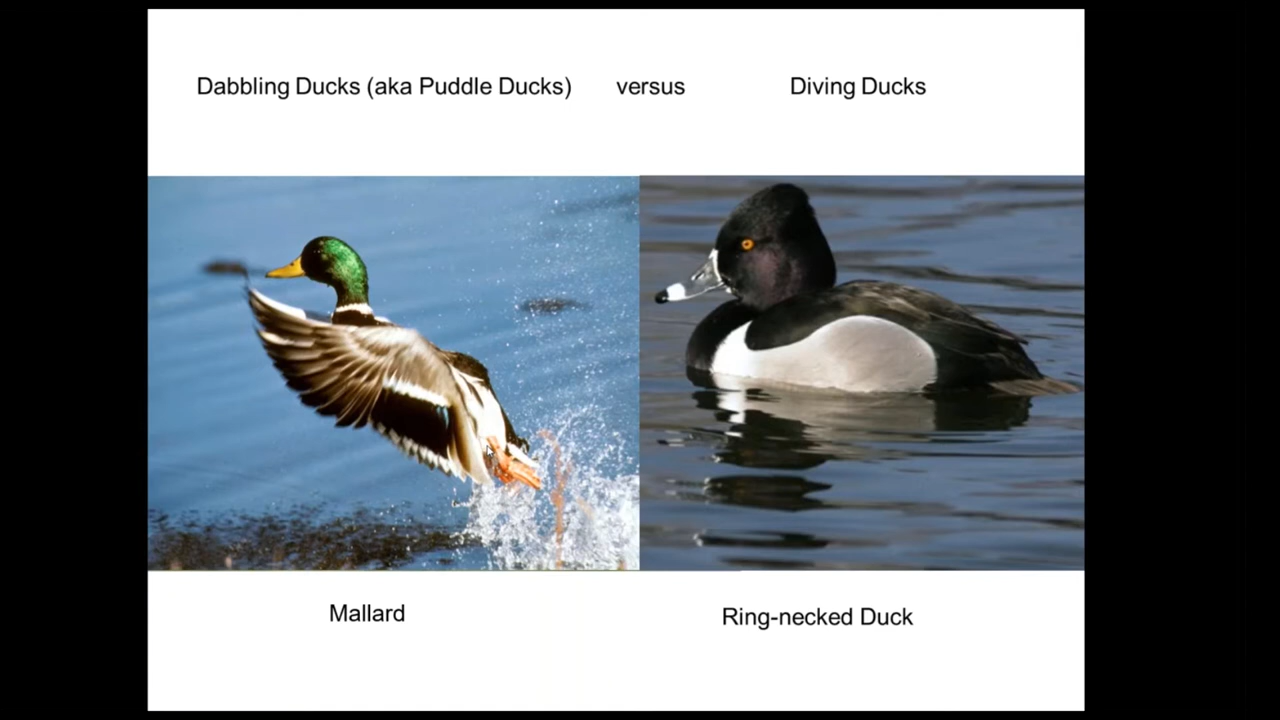 Dabbling Ducks (aka Puddle Ducks) versus Diving Ducks
Mallard
Ring-necked Duck